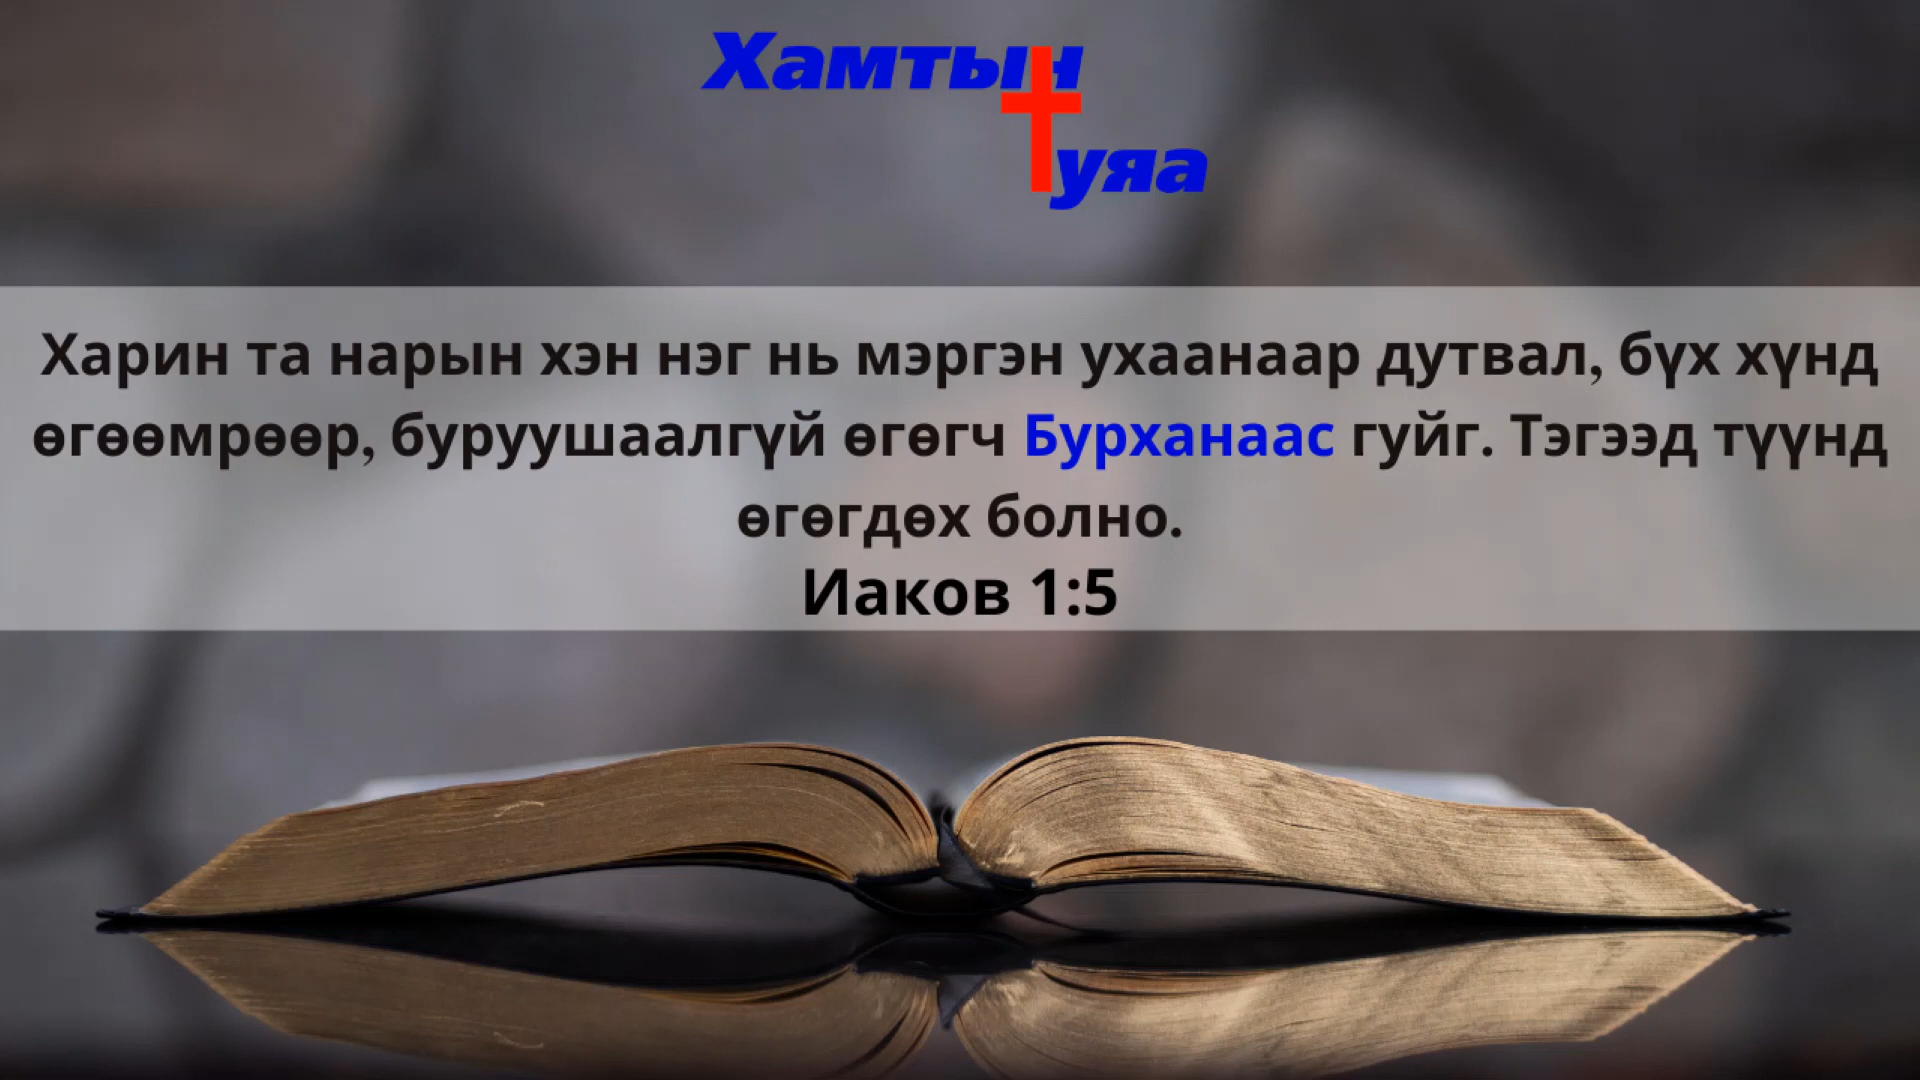 Хамтын
Туяа
Харин та нарын хэн нэг нь мэргэн ухаанаар дутвал, бүх хүнд
өгөөмрөөр, буруушаалгүй өгөгч Бурханаас гуйг. Тэгээд түүнд
өгөгдөх болно.
Иаков 1:5